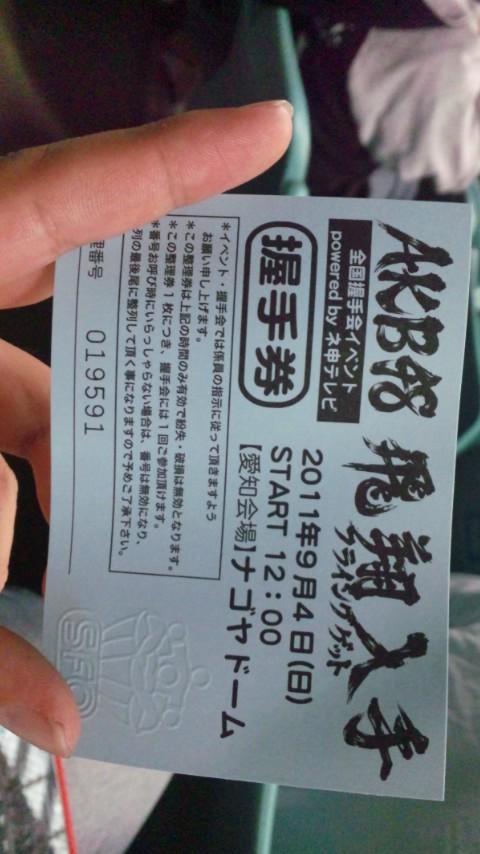 AKB48 飛翔入手
フライングゲット
全国握手会イベント
powered by ネ申テレビ
握手券
2011年9月4日(日)
START 12:00
【愛知会場】ナゴヤドーム
*イベント・握手会では係員の指示に従って頂きますよう
お願い申し上げます。
*この整理券は上記の時間のみ有効で紛失・破損は無効となります。
*この整理券1枚につき、握手会には1回ご参加頂けます。
*番号お呼び時にいらっしゃらない場合は、番号は無効になり、
列の最後尾に整列して頂く事になりますので予めご了承下さい。
理番号 019591